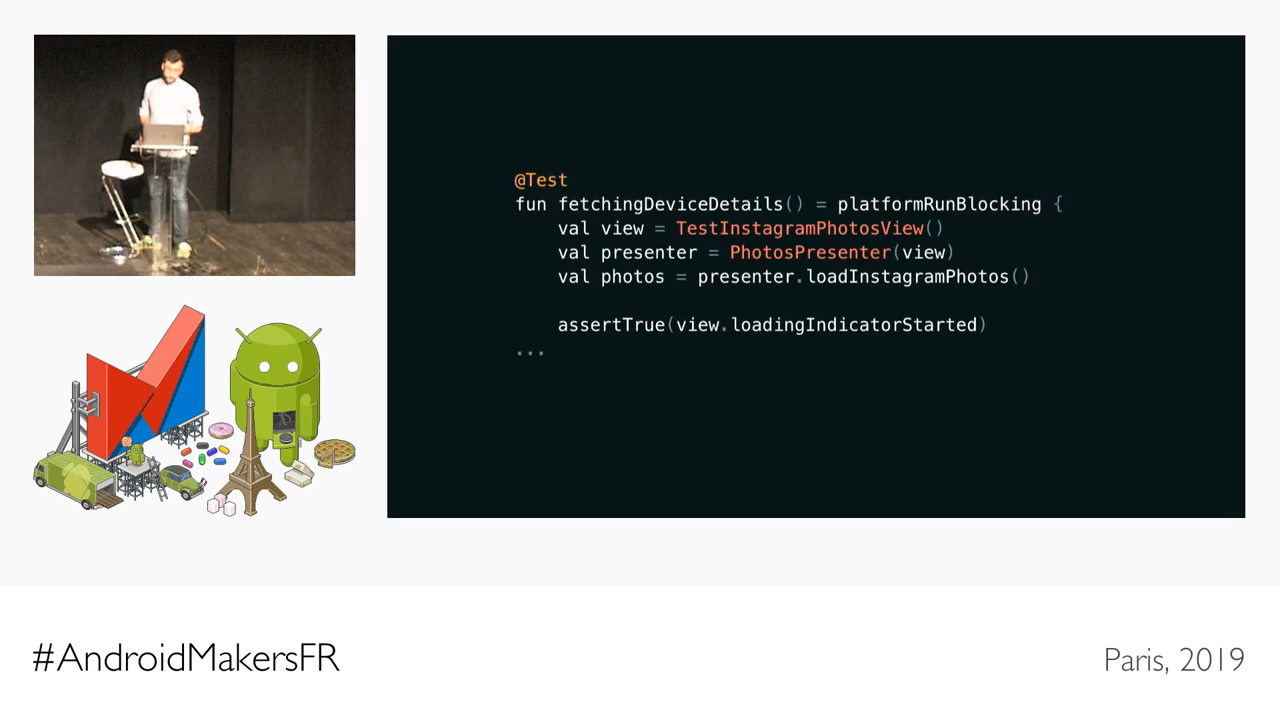 @Test
fun fetchingDeviceDetails() = platformRunBlocking {
    val view = TestInstagramPhotosView()
    val presenter = PhotosPresenter(view)
    val photos = presenter.loadInstagramPhotos()

    assertTrue(view.loadingIndicatorStarted)
...
#AndroidMakersFR
Paris, 2019